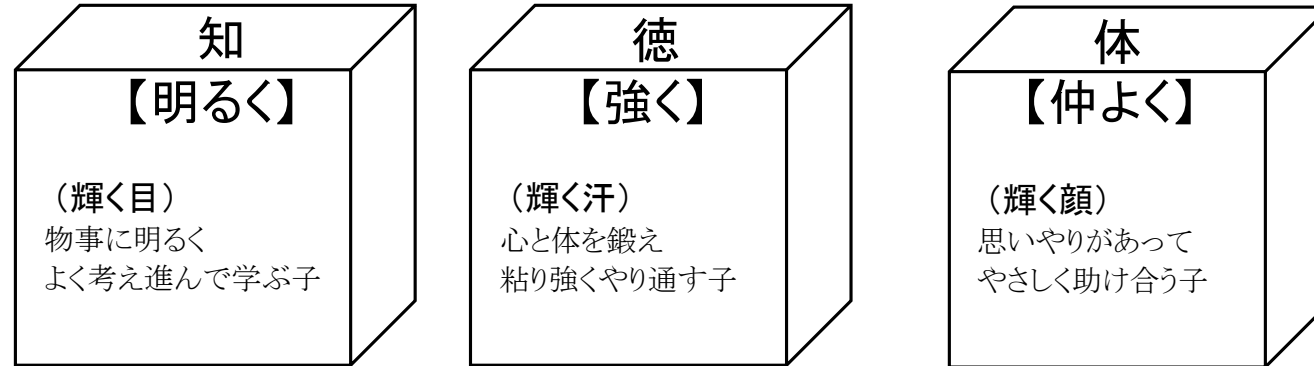 知
【明るく】
（輝く目）
物事に明るく
よく考え進んで学ぶ子
徳
【強く】
（輝く汗）
心と体を鍛え
粘り強くやり通す子
体
【仲よく】
（輝く顔）
思いやりがあって
やさしく助け合う子